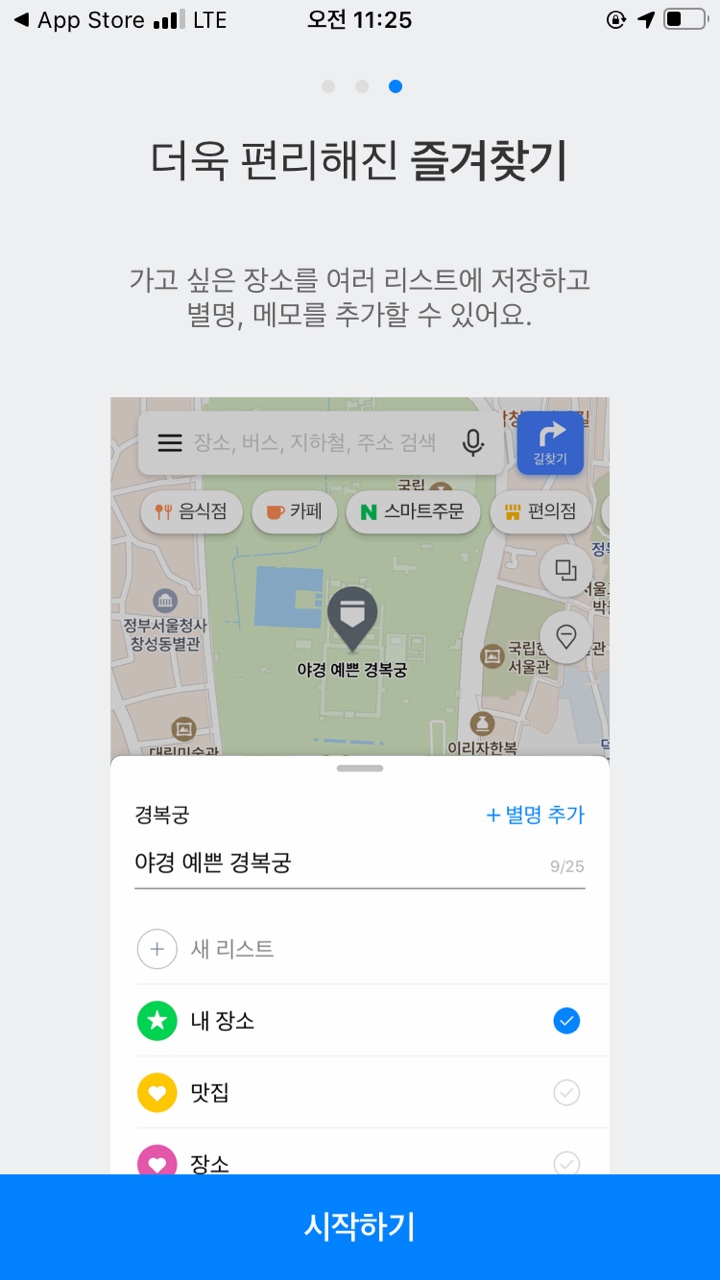 App Store LTE 오전 11:25
더욱 편리해진 즐겨찾기
가고 싶은 장소를 여러 리스트에 저장하고
별명, 메모를 추가할 수 있어요.
장소, 버스, 지하철, 주소 검색
길찾기
국립
음식점 카페 N 스마트주문 편의점
정부서울청사
창성동별관
야경 예쁜 경복궁
서울관
대림미술관
이리자한복
경복궁 + 별명 추가
야경 예쁜 경복궁 9/25
새 리스트
내 장소
맛집
장소
시작하기